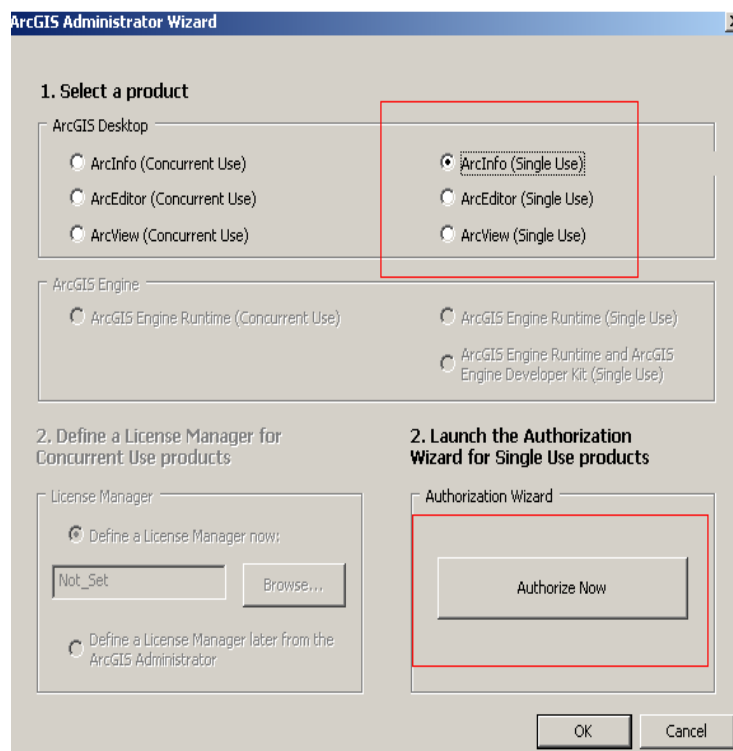 ArcGIS Administrator Wizard
1. Select a product
ArcGIS Desktop
ArcInfo (Concurrent Use)
ArcInfo (Single Use)
ArcEditor (Concurrent Use)
ArcEditor (Single Use)
ArcView (Concurrent Use)
ArcView (Single Use)
ArcGIS Engine
ArcGIS Engine Runtime (Concurrent Use)
ArcGIS Engine Runtime (Single Use)
ArcGIS Engine Runtime and ArcGIS
Engine Developer Kit (Single Use)
2. Define a License Manager for
Concurrent Use products
License Manager
Define a License Manager now:
Not_Set
Browse...
Define a License Manager later from the
ArcGIS Administrator
2. Launch the Authorization
Wizard for Single Use products
Authorization Wizard
Authorize Now
OK
Cancel